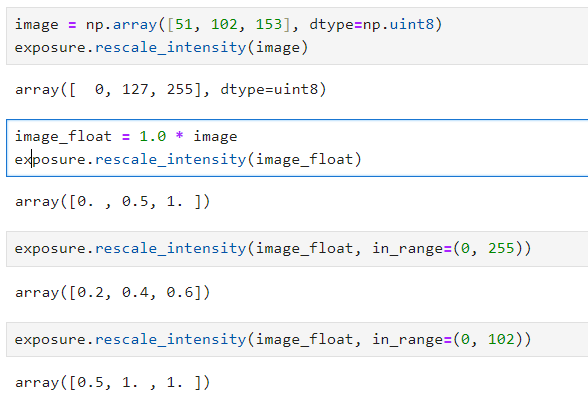 image = np.array([51, 102, 153], dtype=np.uint8)
exposure.rescale_intensity(image)
array([  0, 127, 255], dtype=uint8)
image_float = 1.0 * image
exposure.rescale_intensity(image_float)
array([0. , 0.5, 1. ])
exposure.rescale_intensity(image_float, in_range=(0, 255))
array([0.2, 0.4, 0.6])
exposure.rescale_intensity(image_float, in_range=(0, 102))
array([0.5, 1. , 1. ])